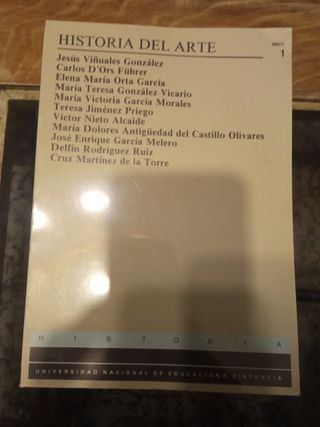 HISTORIA DEL ARTE
1
Jesús Viñuales González
Carlos D'Ors Führer
Elena María Orta García
María Teresa González Vicario
María Victoria García Morales
Teresa Jiménez Priego
Víctor Nieto Alcaide
María Dolores Antigüedad del Castillo Olivares
José Enrique García Melero
Delfín Rodríguez Ruiz
Cruz Martínez de la Torre
HISTORIA
UNIVERSIDAD NACIONAL DE EDUCACION A DISTANCIA